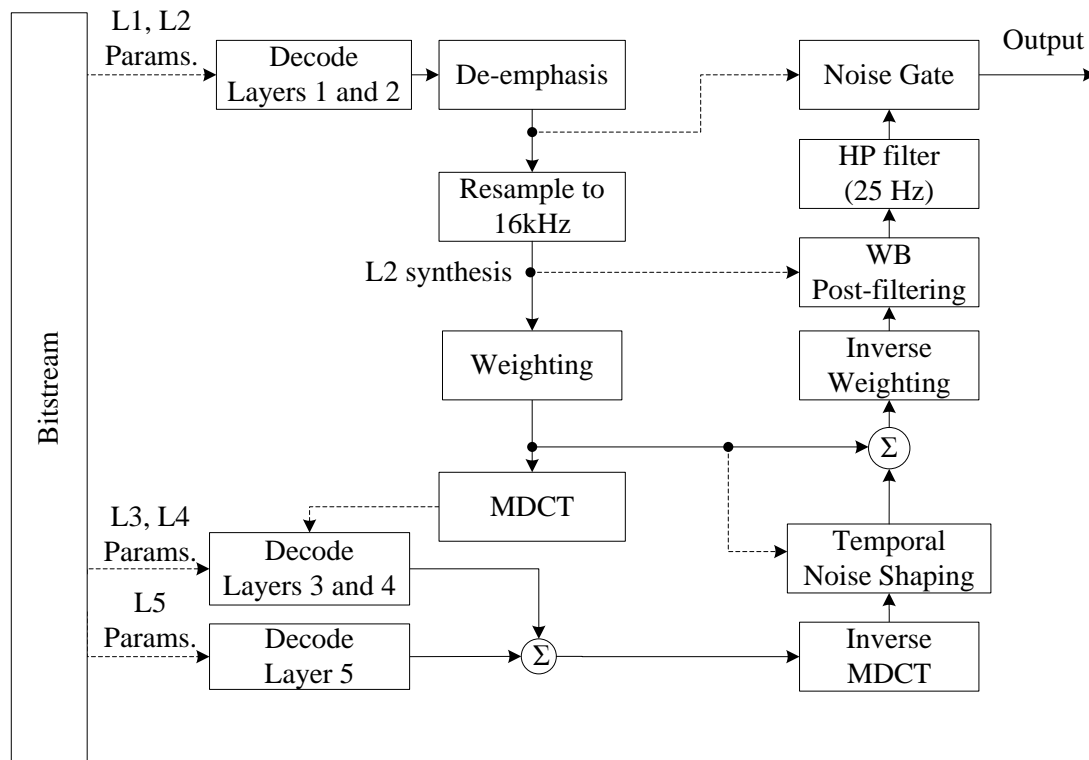 L1, L2
Params.
Decode
Layers 1 and 2
De-emphasis
Noise Gate
Output
HP filter
(25 Hz)
Resample to
16kHz
L2 synthesis
WB
Post-filtering
Weighting
Inverse
Weighting
Bitstream
Σ
MDCT
L3, L4
Params.
Decode
Layers 3 and 4
Temporal
Noise Shaping
L5
Params.
Decode
Layer 5
Σ
Inverse
MDCT